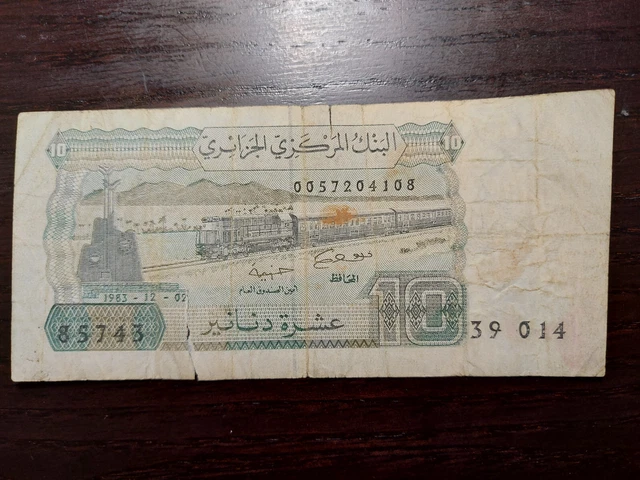 10 البنك المركزي الجزائري 10
0057204108
المحافظ
أمين الصندوق العام
1983 - 12 - 02
85743 عشرة دنانير 10 39 014